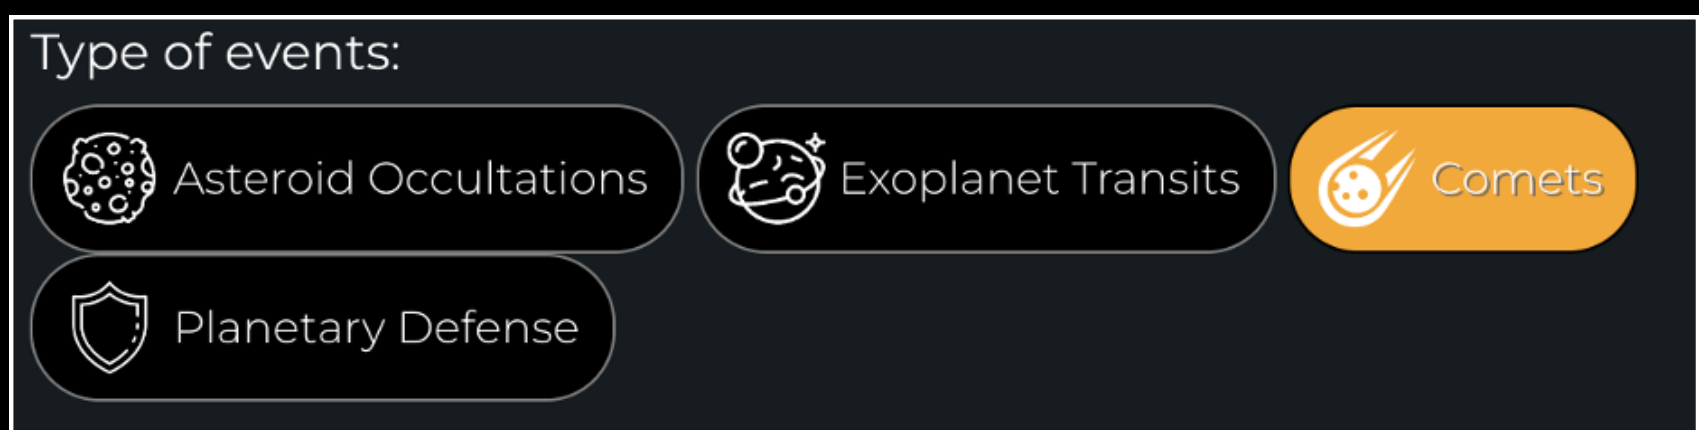 Type of events:
Asteroid Occultations Exoplanet Transits Comets
Planetary Defense